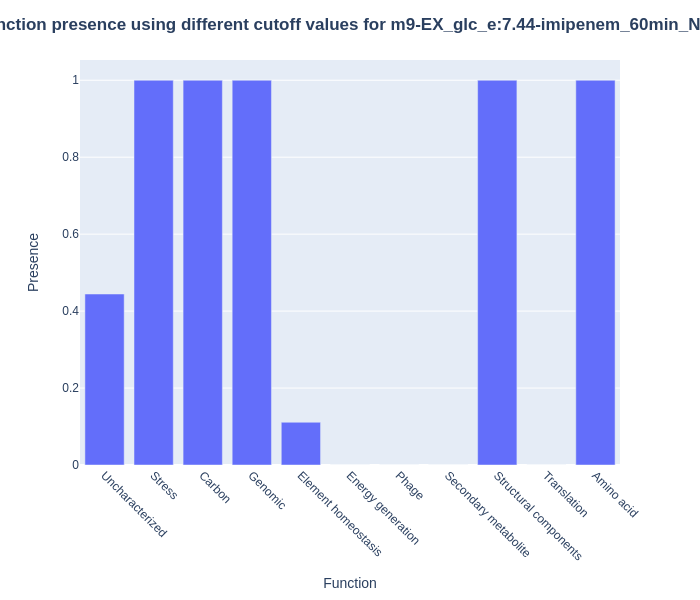 nction presence using different cutoff values for m9-EX_glc_e:7.44-imipenem_60min_N
1
0.8
0.6
0.4
0.2
0
Presence
Uncharacterized
Stress
Carbon
Genomic
Element homeostasis
Energy generation
Phage
Secondary metabolite
Structural components
Translation
Amino acid
Function